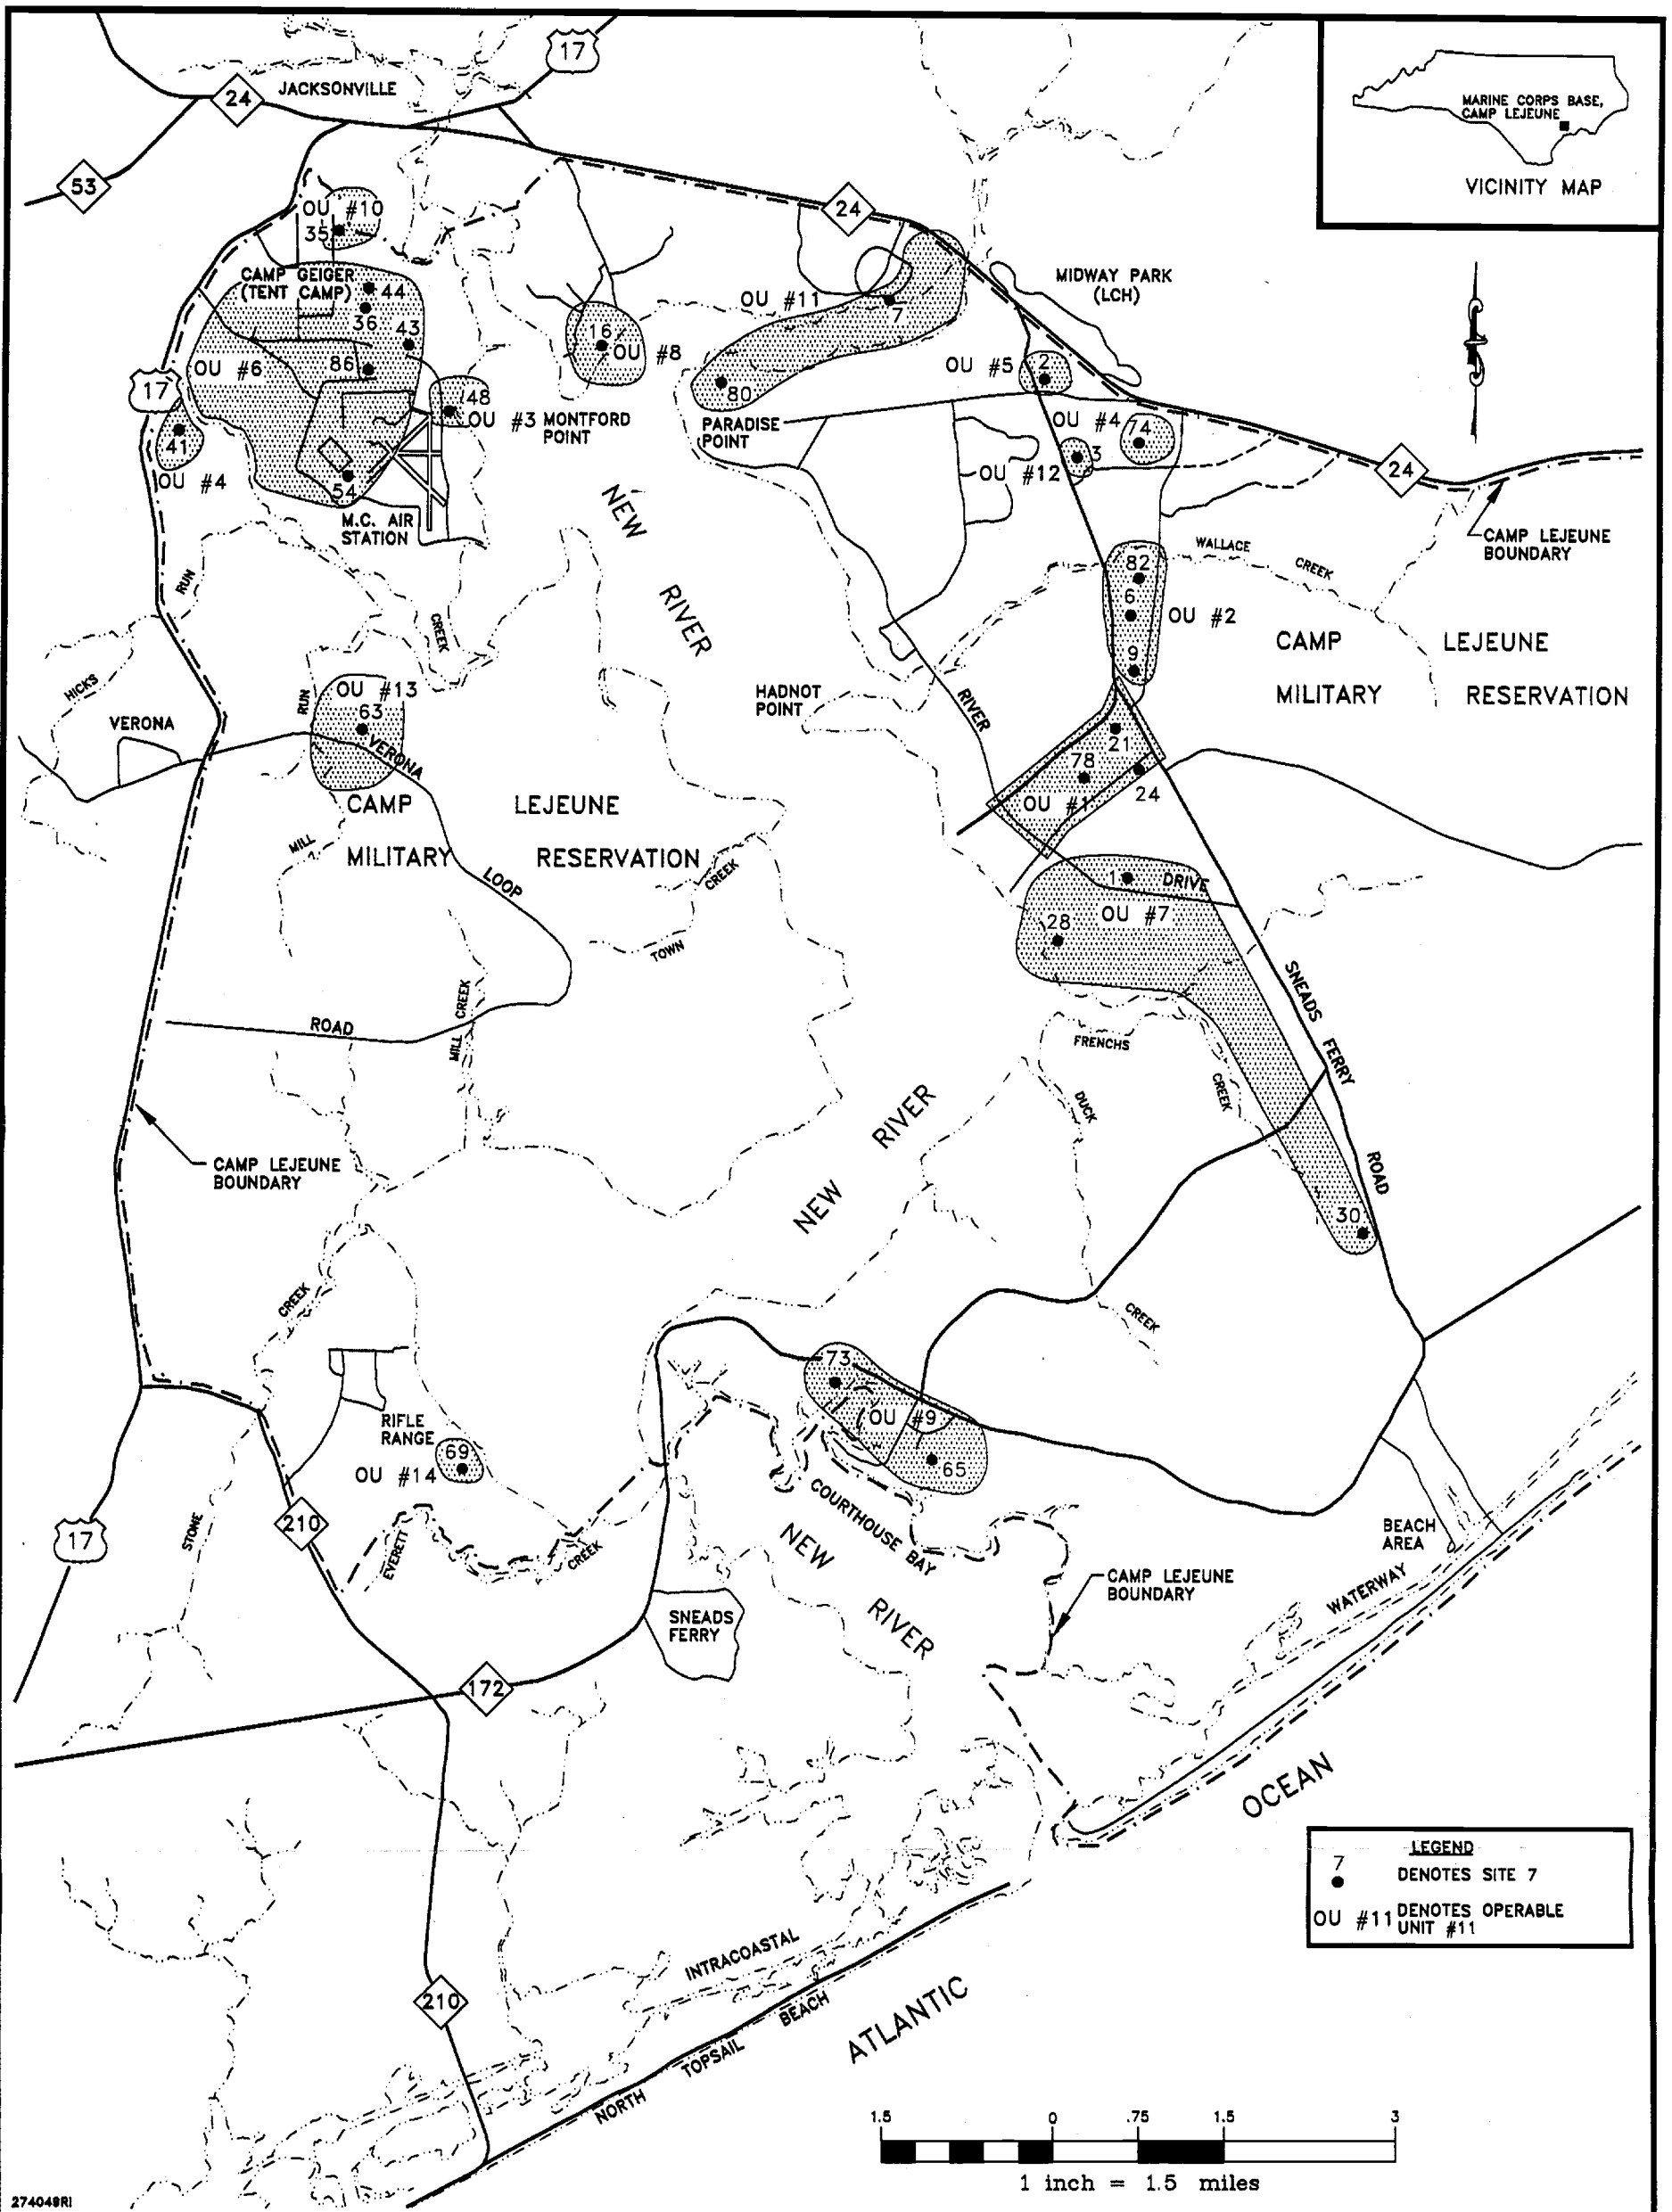 17
JACKSONVILLE
24
53
MARINE CORPS BASE,
CAMP LEJEUNE
VICINITY MAP
OU #10
35
24
CAMP GEIGER
(TENT CAMP)
44
36
43
86
OU #6
17
41
OU #4
54
48
OU #3
MONTFORD
POINT
M.C. AIR
STATION
16
OU #8
OU #11
7
80
PARADISE
POINT
MIDWAY PARK
(LCH)
OU #5
2
OU #4
74
3
OU #12
24
CAMP LEJEUNE
BOUNDARY
NEW
RIVER
WALLACE
CREEK
82
6
OU #2
9
CAMP LEJEUNE
MILITARY RESERVATION
RUN
CREEK
HICKS
VERONA
RUN
OU #13
63
VERONA
HADNOT
POINT
RIVER
21
78
24
OU #1
CAMP LEJEUNE
MILITARY RESERVATION
MILL
LOOP
CREEK
TOWN
1
DRIVE
OU #7
28
SNEADS
FERRY
ROAD
MILL CREEK
FRENCHS
CREEK
DUCK
CREEK
NEW
RIVER
CAMP LEJEUNE
BOUNDARY
ROAD
30
CREEK
73
OU #9
65
RIFLE
RANGE
69
OU #14
210
17
STONE
EVERETT
CREEK
COURTHOUSE BAY
NEW
RIVER
BEACH
AREA
CAMP LEJEUNE
BOUNDARY
WATERWAY
SNEADS
FERRY
172
OCEAN
LEGEND
7
DENOTES SITE 7
OU #11
DENOTES OPERABLE
UNIT #11
INTRACOASTAL
210
NORTH TOPSAIL BEACH
ATLANTIC
1.5 0 .75 1.5 3
1 inch = 1.5 miles
274049RI